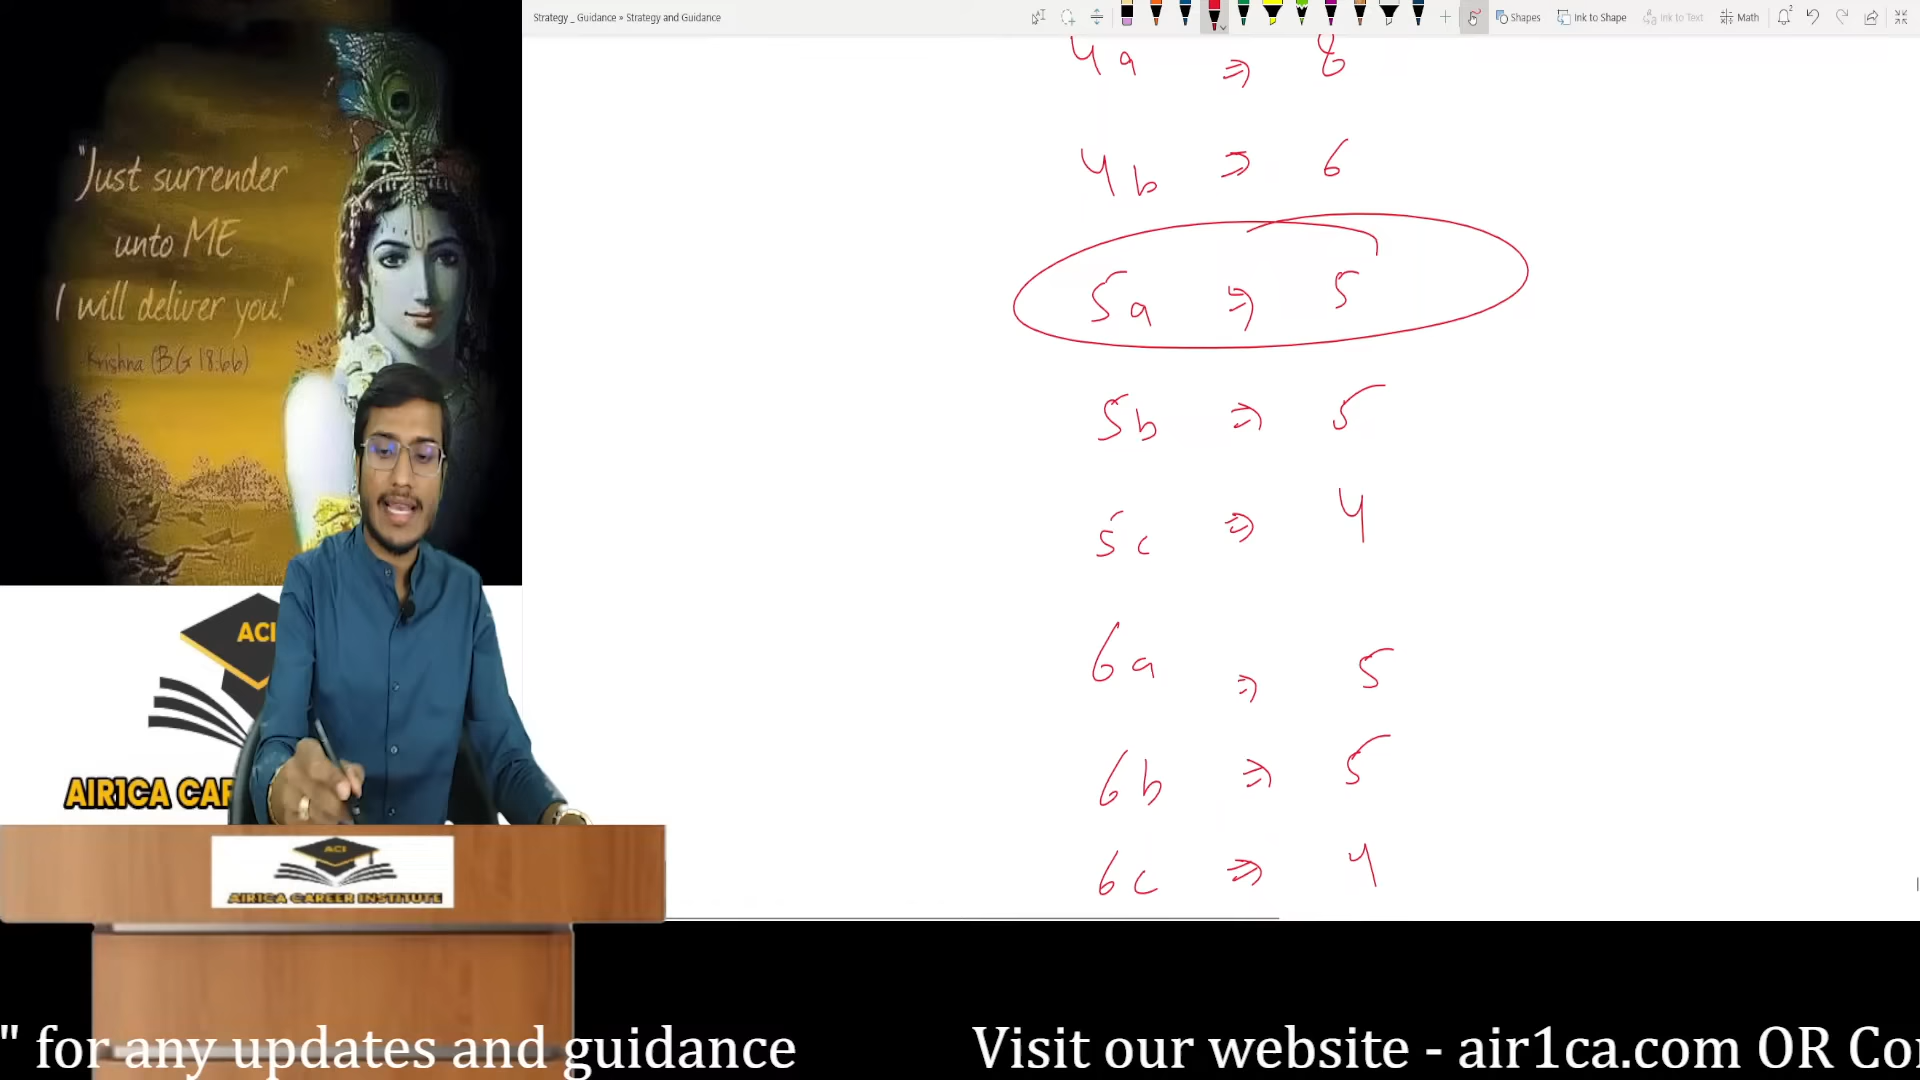 Strategy _ Guidance » Strategy and Guidance
Shapes
Ink to Shape
Ink to Text
Math
4a ⇒ 8
4b ⇒ 6
5a ⇒ 5
5b ⇒ 5
5c ⇒ 4
6a ⇒ 5
6b ⇒ 5
6c ⇒ 4
"Just surrender
unto ME
I will deliver you!"
-Krishna (B.G 18:66)
ACI
AIR1CA CAR
ACI
AIR1CA CAREER INSTITUTE
" for any updates and guidance Visit our website - air1ca.com OR Co